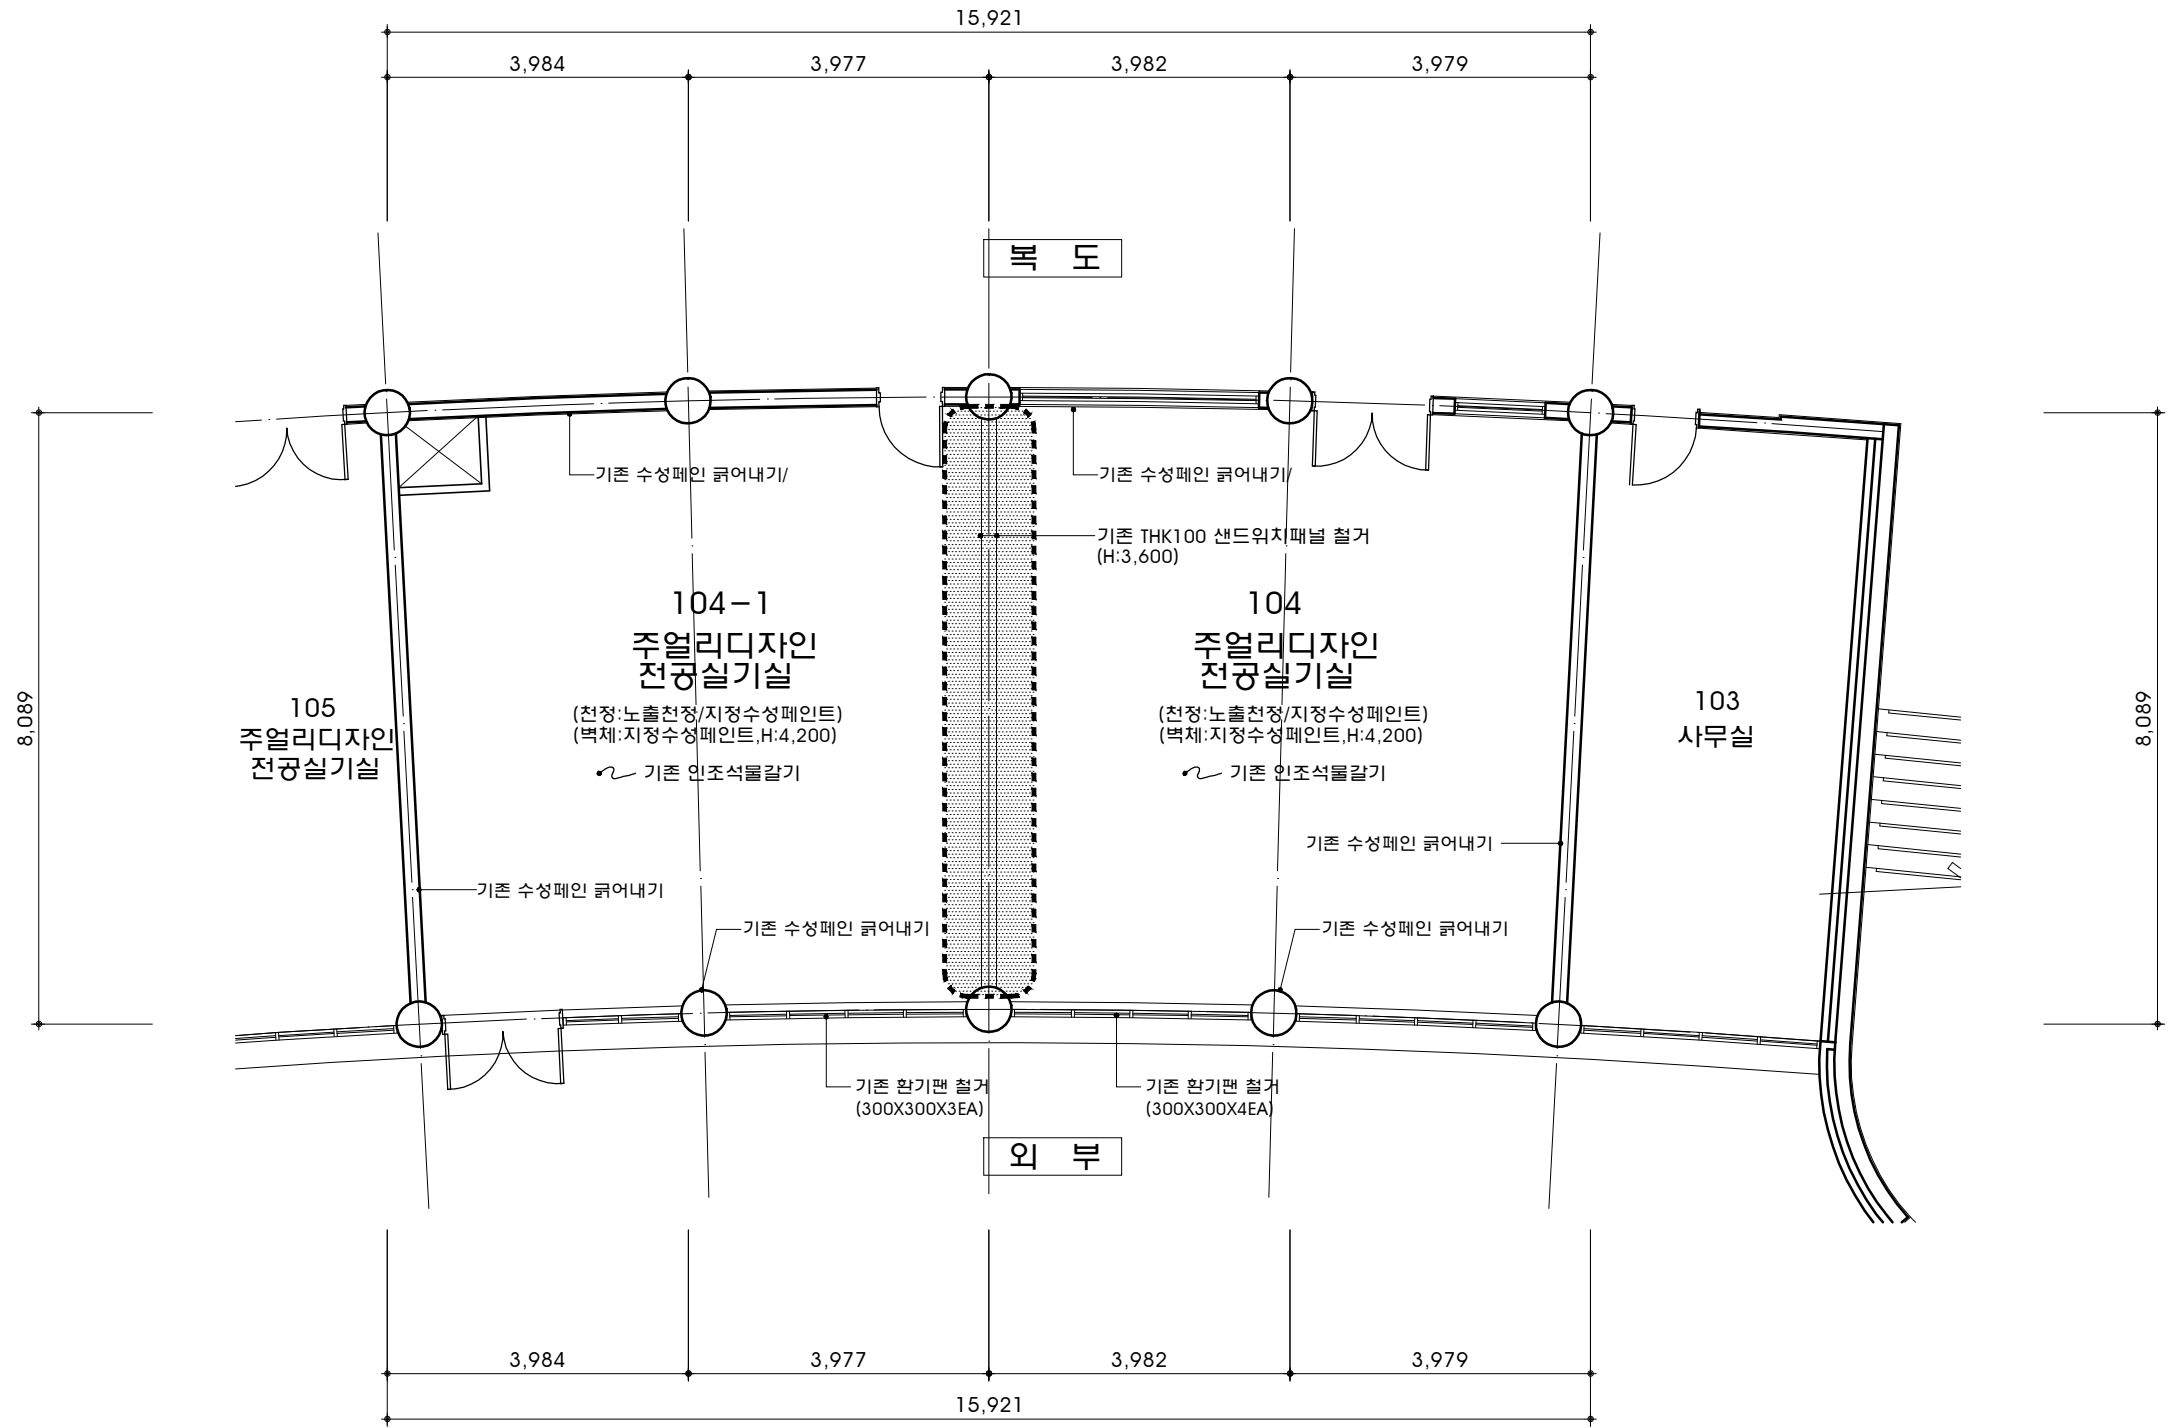 15,921
3,984
3,977
3,982
3,979
복 도
기존 수성페인 긁어내기/
기존 수성페인 긁어내기/
기존 THK100 샌드위치패널 철거
(H:3,600)
104-1
주얼리디자인
전공실기실
(천정:노출천정/지정수성페인트)
(벽체:지정수성페인트,H:4,200)
기존 인조석물갈기
104
주얼리디자인
전공실기실
(천정:노출천정/지정수성페인트)
(벽체:지정수성페인트,H:4,200)
기존 인조석물갈기
105
주얼리디자인
전공실기실
103
사무실
8,089
8,089
기존 수성페인 긁어내기
기존 수성페인 긁어내기
기존 수성페인 긁어내기
기존 수성페인 긁어내기
기존 환기팬 철거
(300X300X3EA)
기존 환기팬 철거
(300X300X4EA)
외 부
3,984
3,977
3,982
3,979
15,921